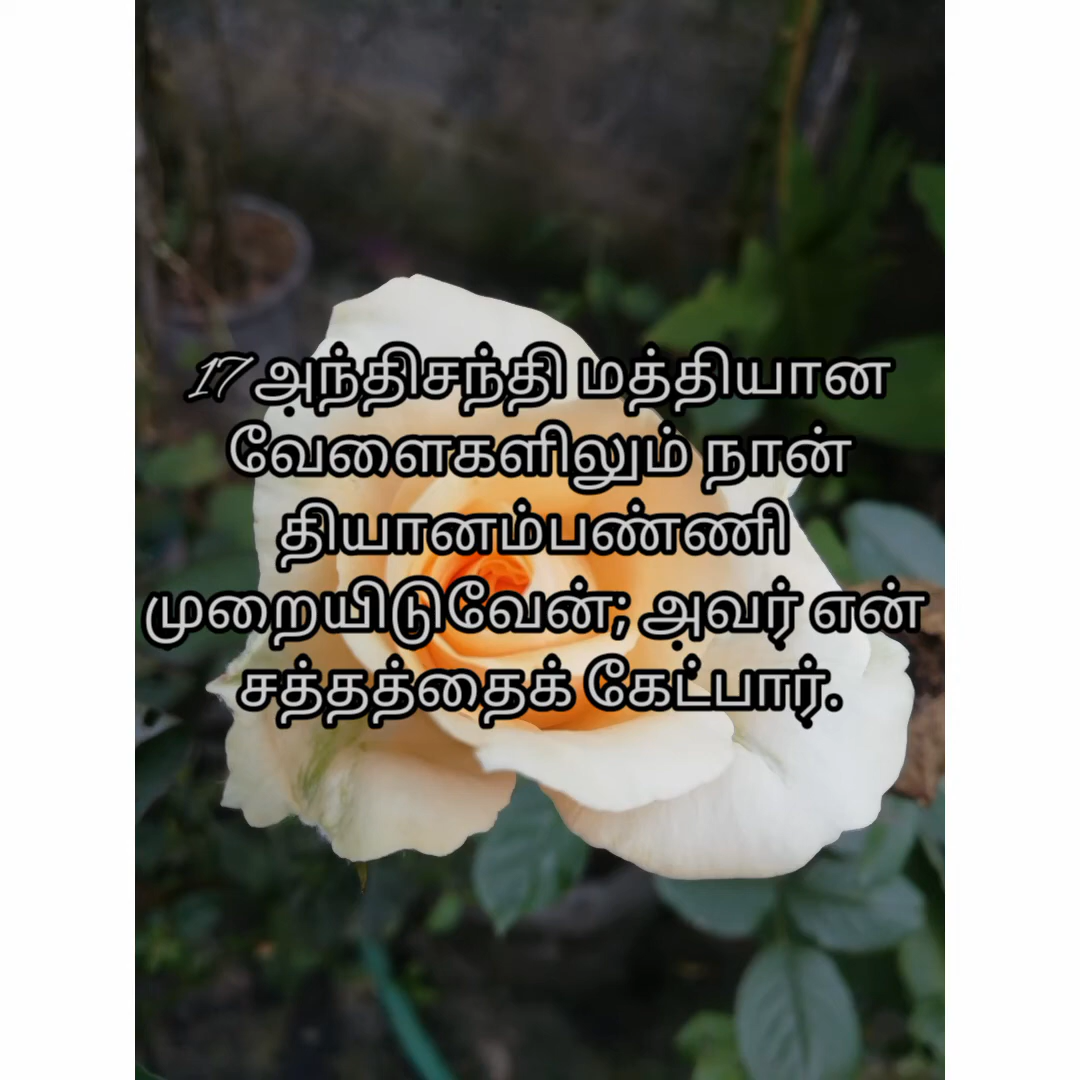 17 அந்திசந்தி மத்தியான
வேளைகளிலும் நான்
தியானம்பண்ணி
முறையிடுவேன்; அவர் என்
சத்தத்தைக் கேட்பார்.